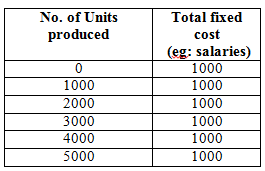 No. of Units Total fixed
produced cost
(eg: salaries)
0 1000
1000 1000
2000 1000
3000 1000
4000 1000
5000 1000